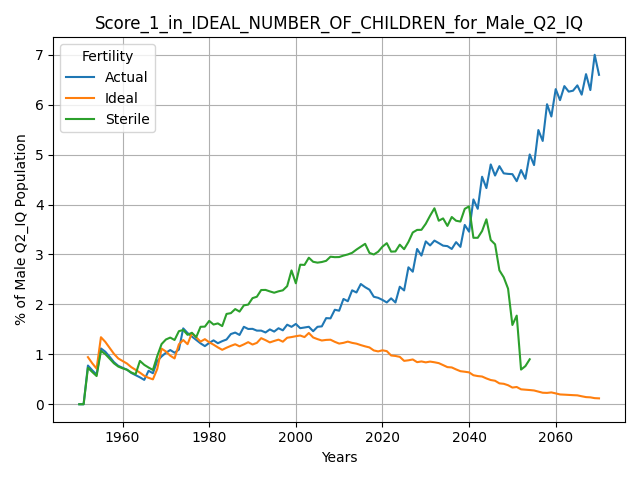 Score_1_in_IDEAL_NUMBER_OF_CHILDREN_for_Male_Q2_IQ
Fertility
Actual
Ideal
Sterile
% of Male Q2_IQ Population
7
6
5
4
3
2
1
0
1960 1980 2000 2020 2040 2060
Years